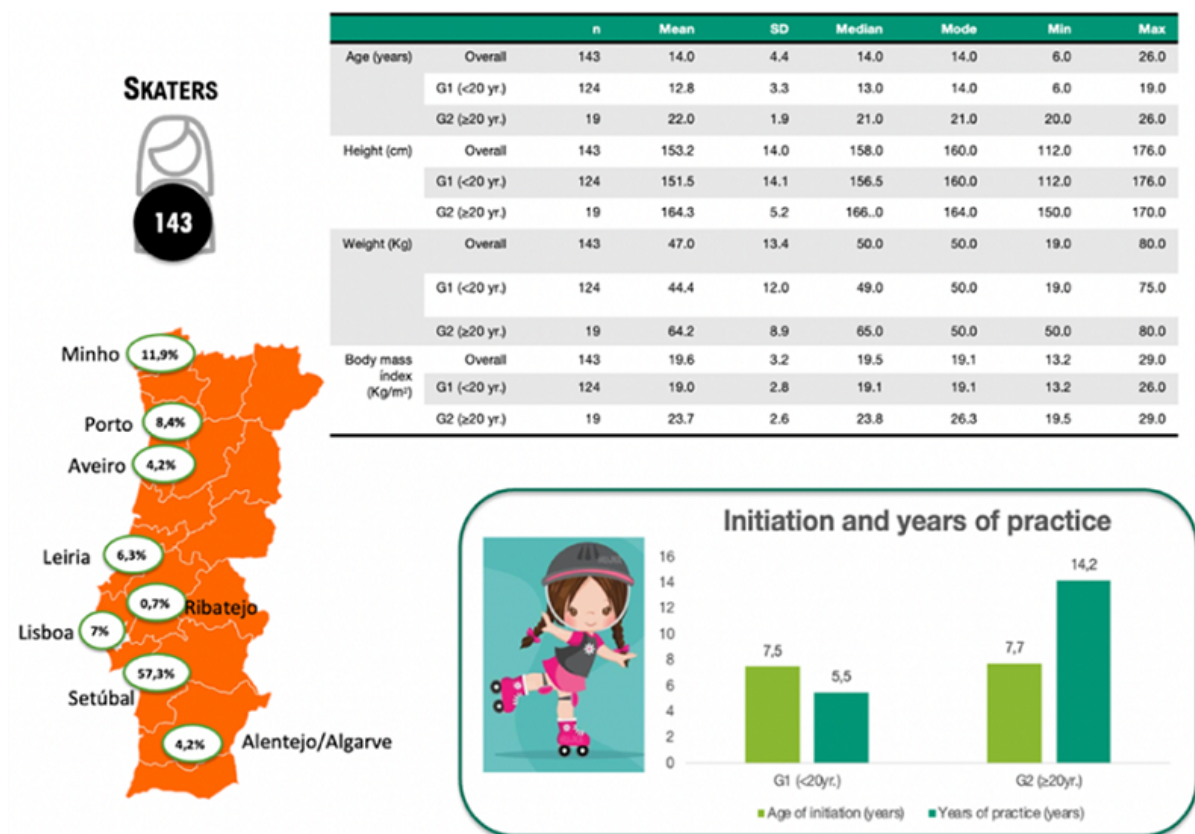 SKATERS
143
n Mean SD Median Mode Min Max
Age (years) Overall 143 14.0 4.4 14.0 14.0 6.0 26.0
G1 (<20 yr.) 124 12.8 3.3 13.0 14.0 6.0 19.0
G2 (≥20 yr.) 19 22.0 1.9 21.0 21.0 20.0 26.0
Height (cm) Overall 143 153.2 14.0 158.0 160.0 112.0 176.0
G1 (<20 yr.) 124 151.5 14.1 156.5 160.0 112.0 176.0
G2 (≥20 yr.) 19 164.3 5.2 166..0 164.0 150.0 170.0
Weight (Kg) Overall 143 47.0 13.4 50.0 50.0 19.0 80.0
G1 (<20 yr.) 124 44.4 12.0 49.0 50.0 19.0 75.0
G2 (≥20 yr.) 19 64.2 8.9 65.0 50.0 50.0 80.0
Body mass Overall 143 19.6 3.2 19.5 19.1 13.2 29.0
index
(Kg/m²) G1 (<20 yr.) 124 19.0 2.8 19.1 19.1 13.2 26.0
G2 (≥20 yr.) 19 23.7 2.6 23.8 26.3 19.5 29.0
Minho 11,9%
Porto 8,4%
Aveiro 4,2%
Leiria 6,3%
0,7% Ribatejo
Lisboa 7%
57,3%
Setúbal
4,2% Alentejo/Algarve
Initiation and years of practice
16
14
12
10
8
6
4
2
0
7,5
5,5
7,7
14,2
G1 (<20yr.) G2 (≥20yr.)
Age of initiation (years) Years of practice (years)